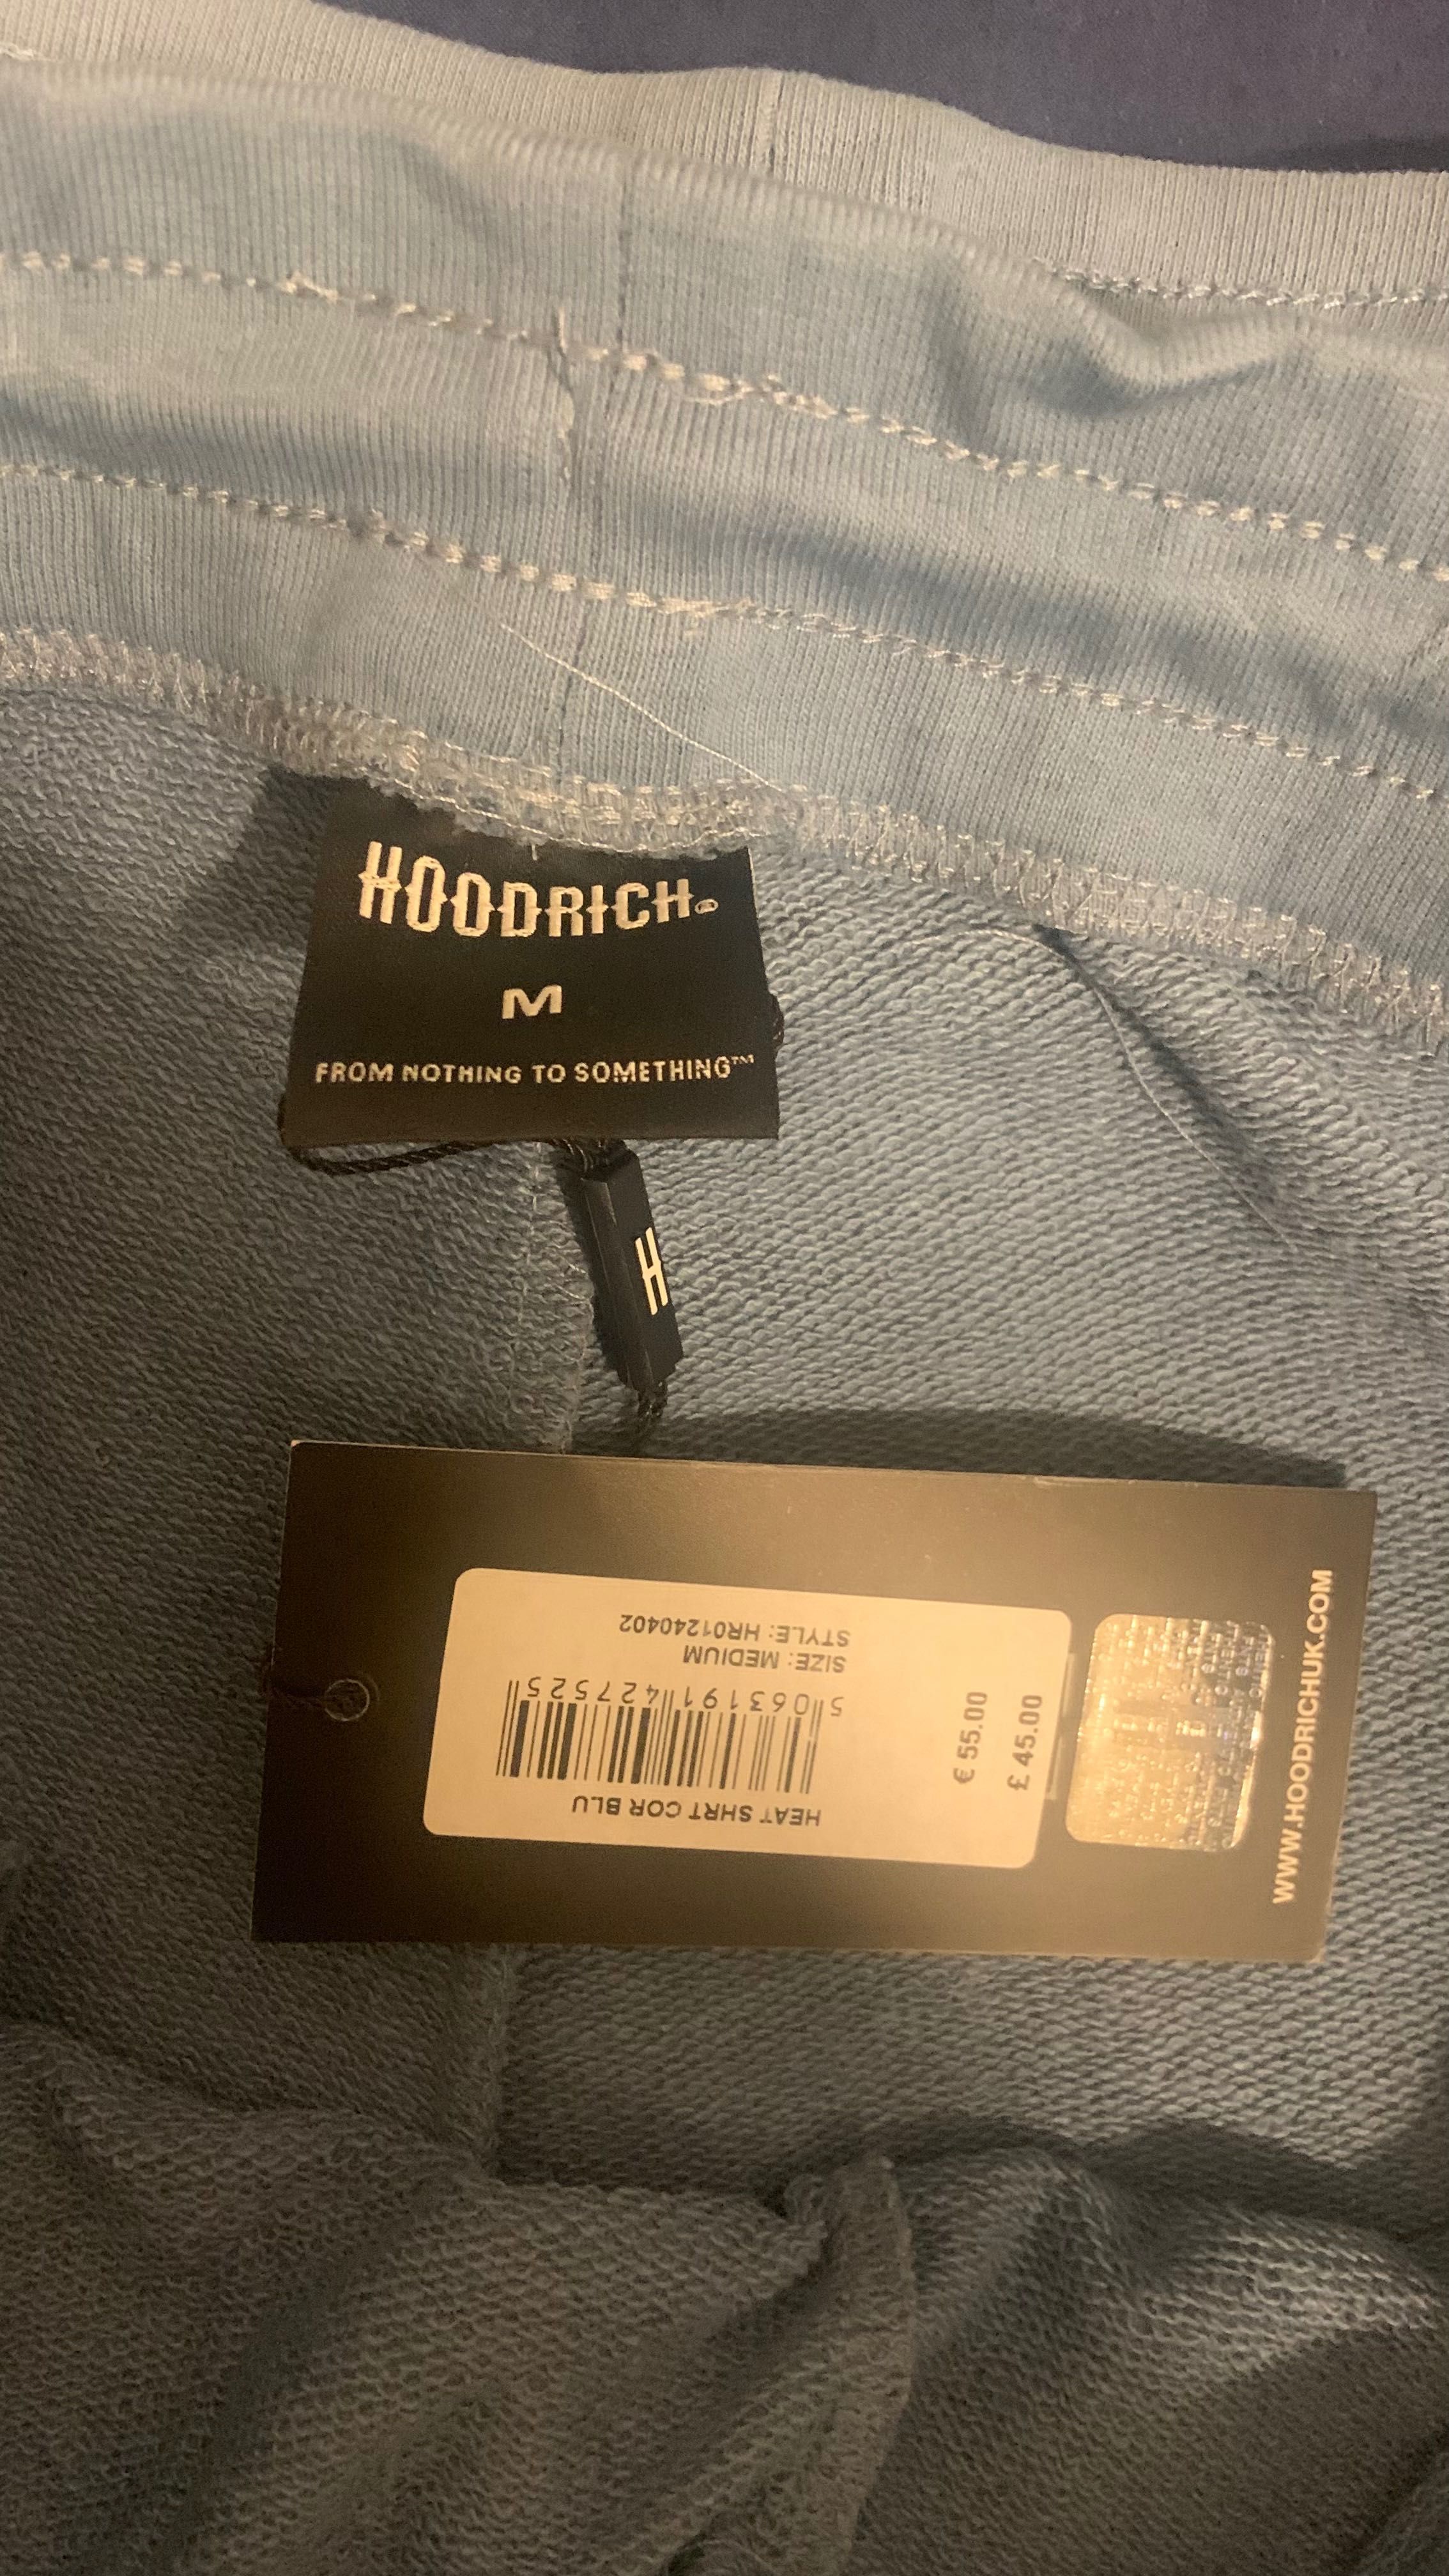 HOODRICH®
M
FROM NOTHING TO SOMETHING™
H
HEAT SHRT COR BLU
5 063191 427525
SIZE: MEDIUM
STYLE: HR01240402
€ 55.00
£ 45.00
WWW.HOODRICHUK.COM